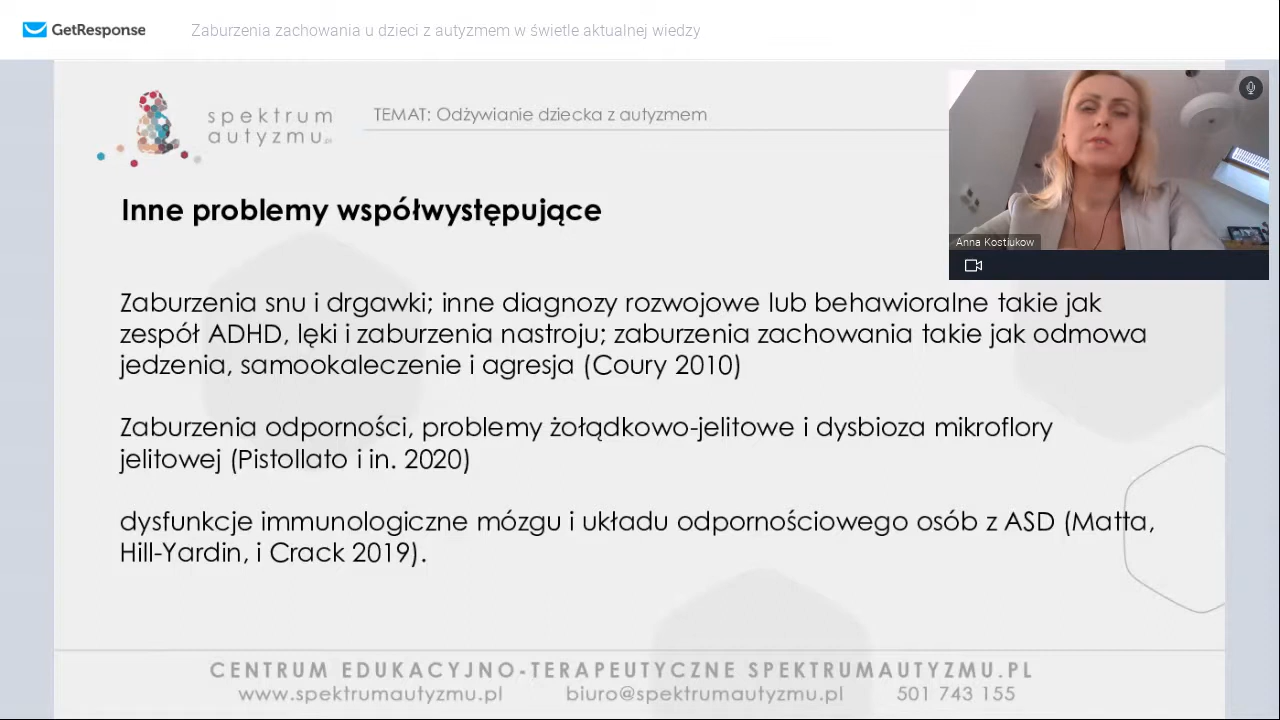 GetResponse
Zaburzenia zachowania u dzieci z autyzmem w świetle aktualnej wiedzy
spektrum
autyzmu.pl
TEMAT: Odżywianie dziecka z autyzmem
Anna Kostiukow
Inne problemy współwystępujące
Zaburzenia snu i drgawki; inne diagnozy rozwojowe lub behawioralne takie jak
zespół ADHD, lęki i zaburzenia nastroju; zaburzenia zachowania takie jak odmowa
jedzenia, samookaleczenie i agresja (Coury 2010)
Zaburzenia odporności, problemy żołądkowo-jelitowe i dysbioza mikroflory
jelitowej (Pistollato i in. 2020)
dysfunkcje immunologiczne mózgu i układu odpornościowego osób z ASD (Matta,
Hill-Yardin, i Crack 2019).
CENTRUM EDUKACYJNO-TERAPEUTYCZNE SPEKTRUMAUTYZMU.PL
www.spektrumautyzmu.pl biuro@spektrumautyzmu.pl 501 743 155